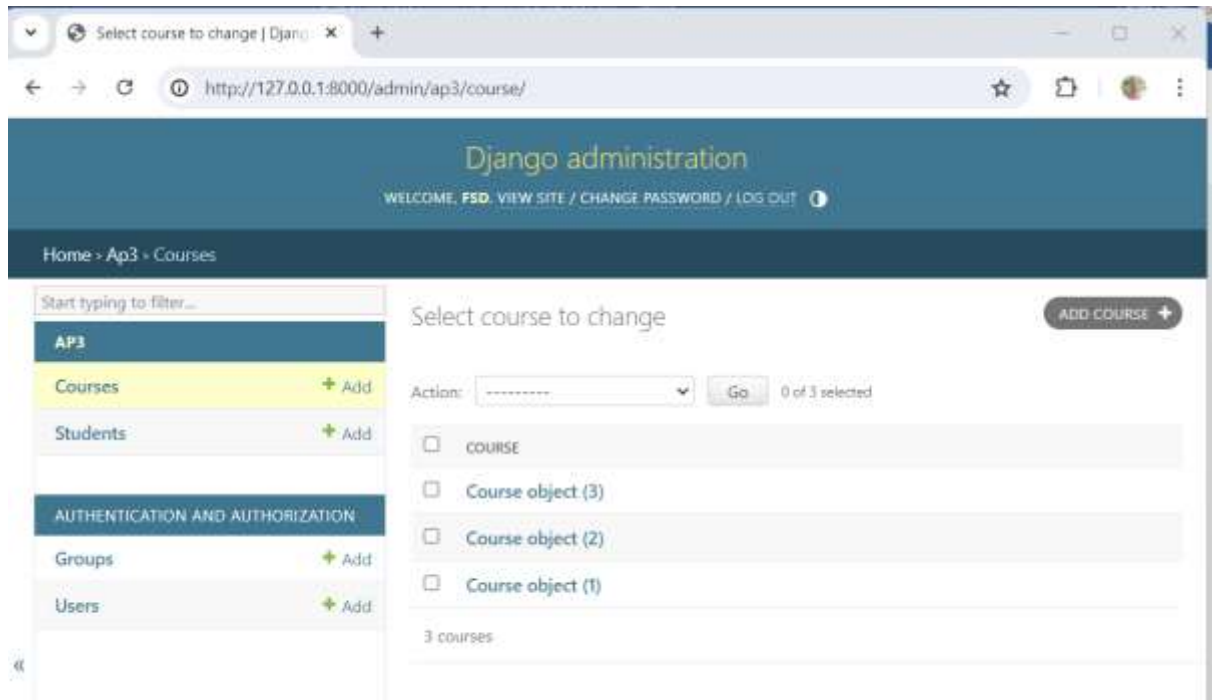 Select course to change | Djang
http://127.0.0.1:8000/admin/ap3/course/
Django administration
WELCOME, FSD. VIEW SITE / CHANGE PASSWORD / LOG OUT
Home › Ap3 › Courses
Start typing to filter...
AP3
Courses + Add
Students + Add
AUTHENTICATION AND AUTHORIZATION
Groups + Add
Users + Add
«
Select course to change
ADD COURSE +
Action: --------- Go 0 of 3 selected
COURSE
Course object (3)
Course object (2)
Course object (1)
3 courses